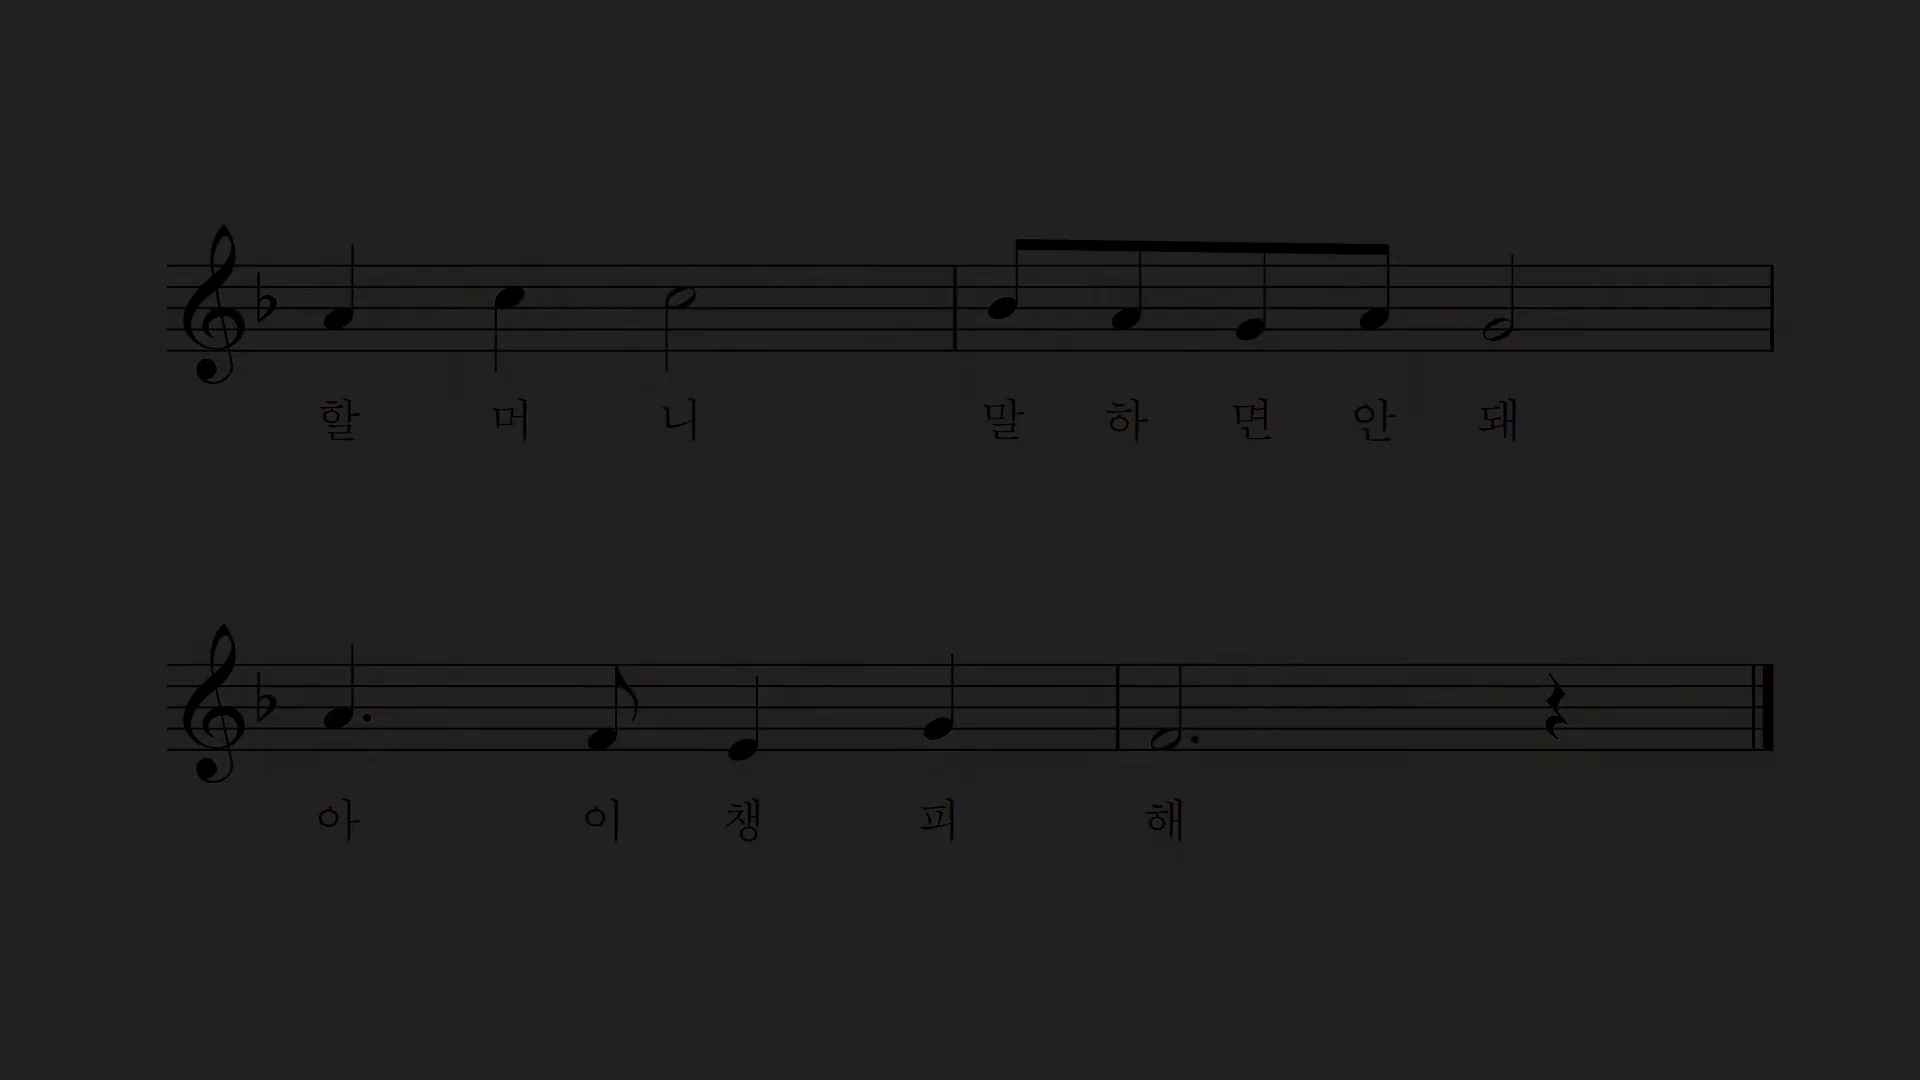 할 머 니 말 하 면 안 돼
아 이 챙 피 해